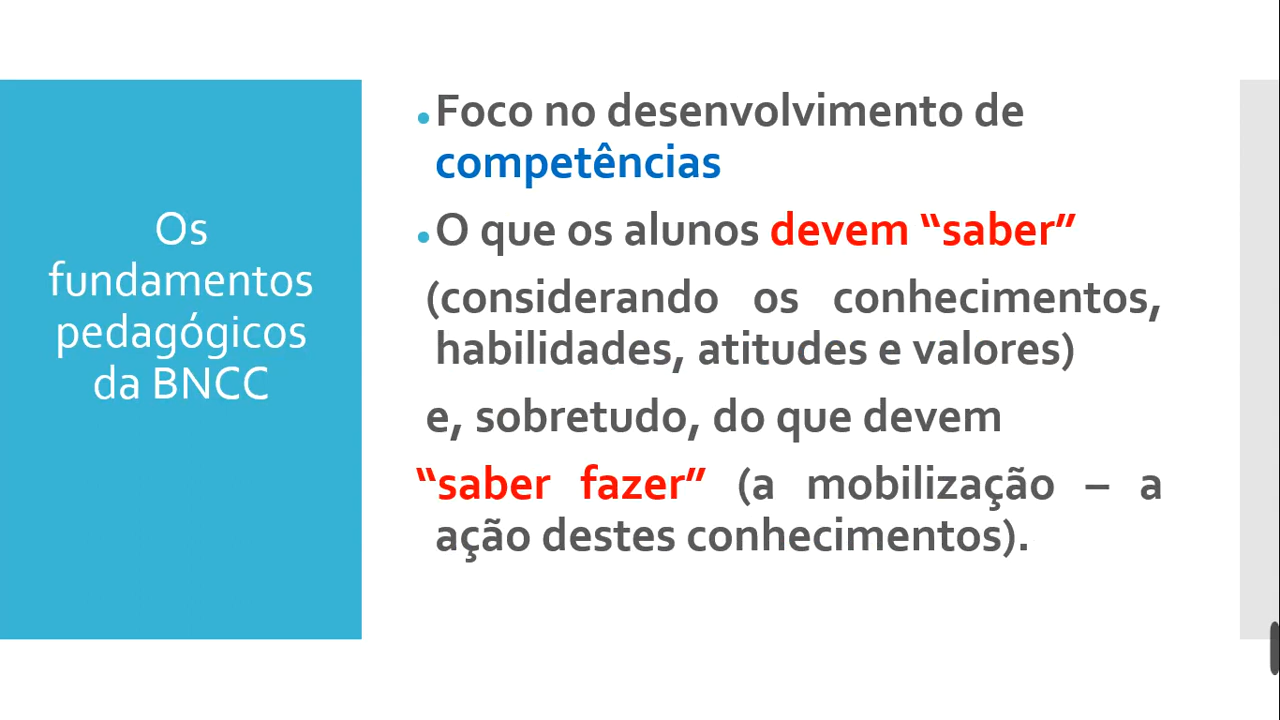 Os
fundamentos
pedagógicos
da BNCC
•Foco no desenvolvimento de
competências
•O que os alunos devem “saber”
(considerando os conhecimentos,
habilidades, atitudes e valores)
e, sobretudo, do que devem
“saber fazer” (a mobilização – a
ação destes conhecimentos).